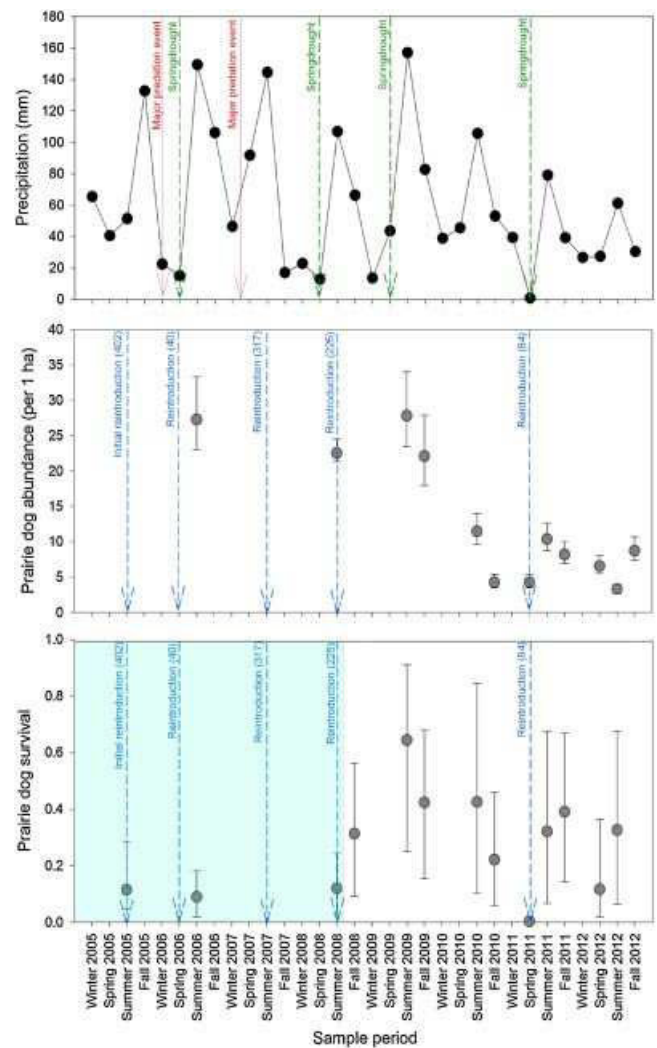 180
160
140
120
100
80
60
40
20
0
Precipitation (mm)
Major predation event
Springdrought
Major predation event
Springdrought
Springdrought
Springdrought
40
35
30
25
20
15
10
5
0
Prairie dog abundance (per 1 ha)
Initial reintroduction (402)
Reintroduction (40)
Reintroduction (317)
Reintroduction (225)
Reintroduction (84)
1.0
0.8
0.6
0.4
0.2
0.0
Prairie dog survival
Initial reintroduction (402)
Reintroduction (40)
Reintroduction (317)
Reintroduction (225)
Reintroduction (84)
Winter 2005
Spring 2005
Summer 2005
Fall 2005
Winter 2006
Spring 2006
Summer 2006
Fall 2006
Winter 2007
Spring 2007
Summer 2007
Fall 2007
Winter 2008
Spring 2008
Summer 2008
Fall 2008
Winter 2009
Spring 2009
Summer 2009
Fall 2009
Winter 2010
Spring 2010
Summer 2010
Fall 2010
Winter 2011
Spring 2011
Summer 2011
Fall 2011
Winter 2012
Spring 2012
Summer 2012
Fall 2012
Sample period